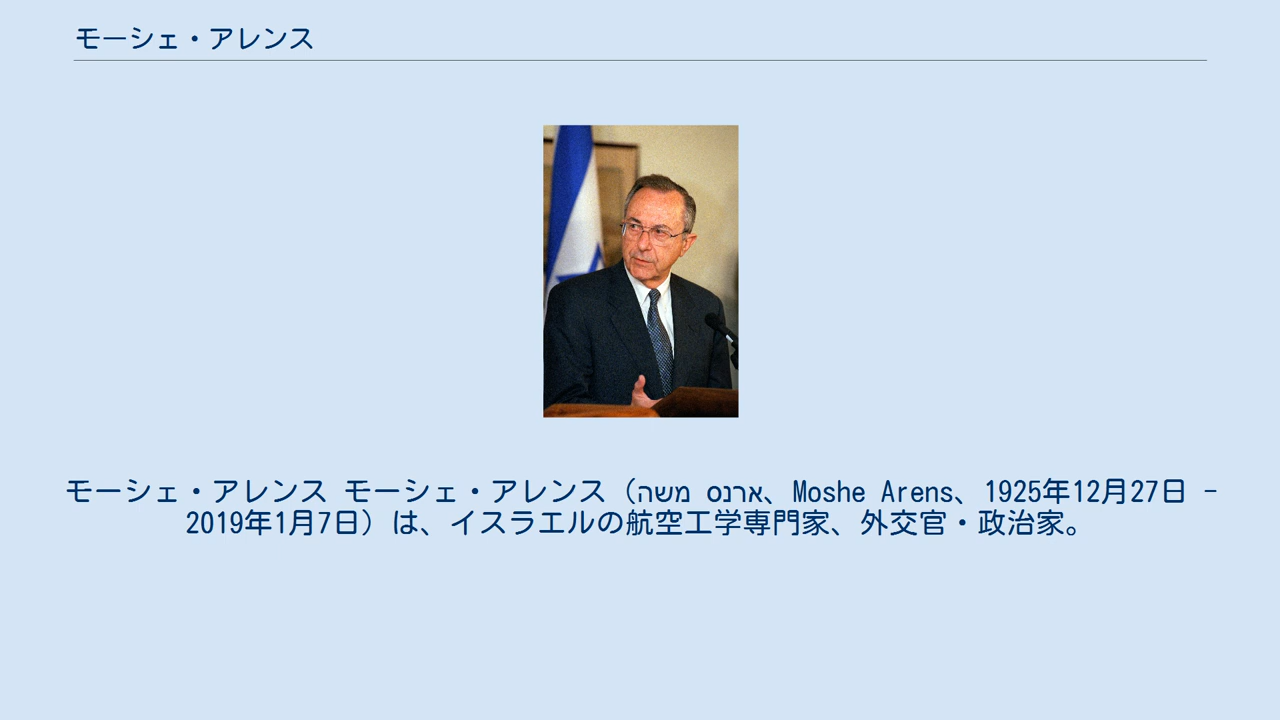 モーシェ・アレンス
モーシェ・アレンス モーシェ・アレンス（משה ארנס、Moshe Arens、1925年12月27日 -
2019年1月7日）は、イスラエルの航空工学専門家、外交官・政治家。